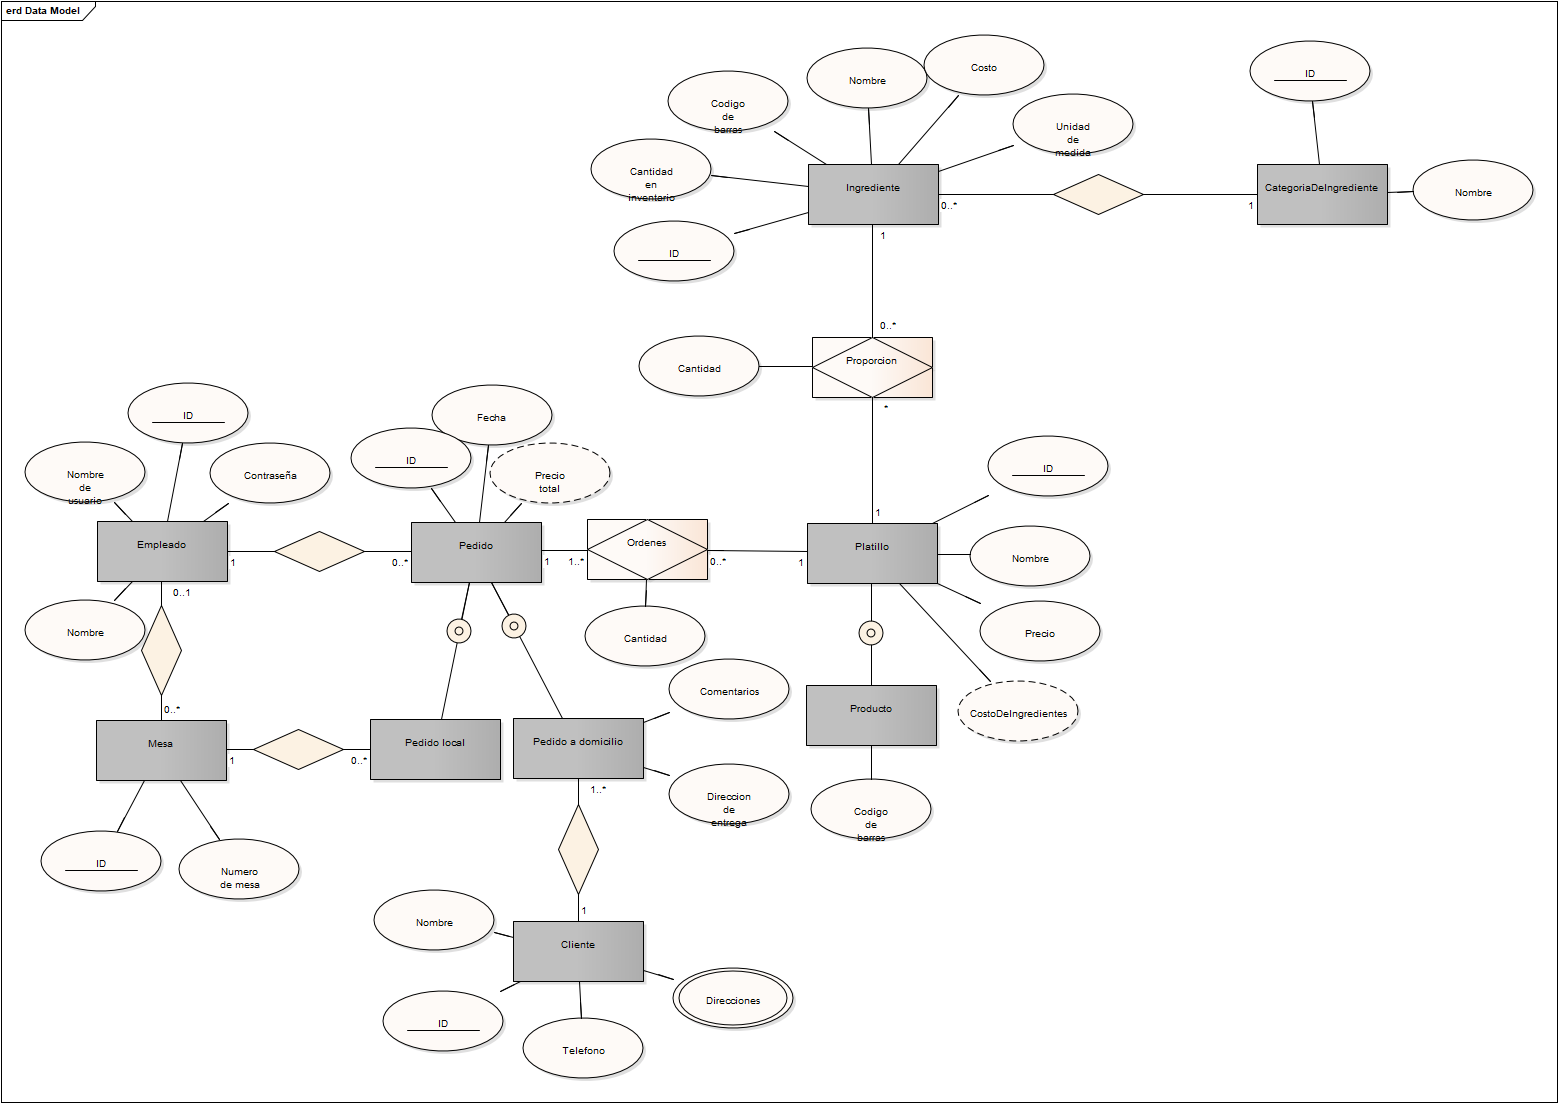 erd Data Model
Costo
Nombre
ID
Codigo
de
barras
Unidad
de
medida
Cantidad
en
inventario
Ingrediente
CategoriaDeIngrediente
Nombre
0..*
1
1
ID
0..*
Cantidad
Proporcion
*
ID
Fecha
ID
Nombre
de
usuario
Contraseña
Precio
total
ID
1
Empleado
Pedido
Ordenes
Platillo
Nombre
1
0..*
1
1..*
0..*
1
0..1
Nombre
Cantidad
Precio
Comentarios
0..*
Producto
CostoDeIngredientes
Mesa
Pedido local
Pedido a domicilio
1
0..*
1..*
Direccion
de
entrega
Codigo
de
barras
ID
Numero
de mesa
1
Nombre
Cliente
Direcciones
ID
Telefono